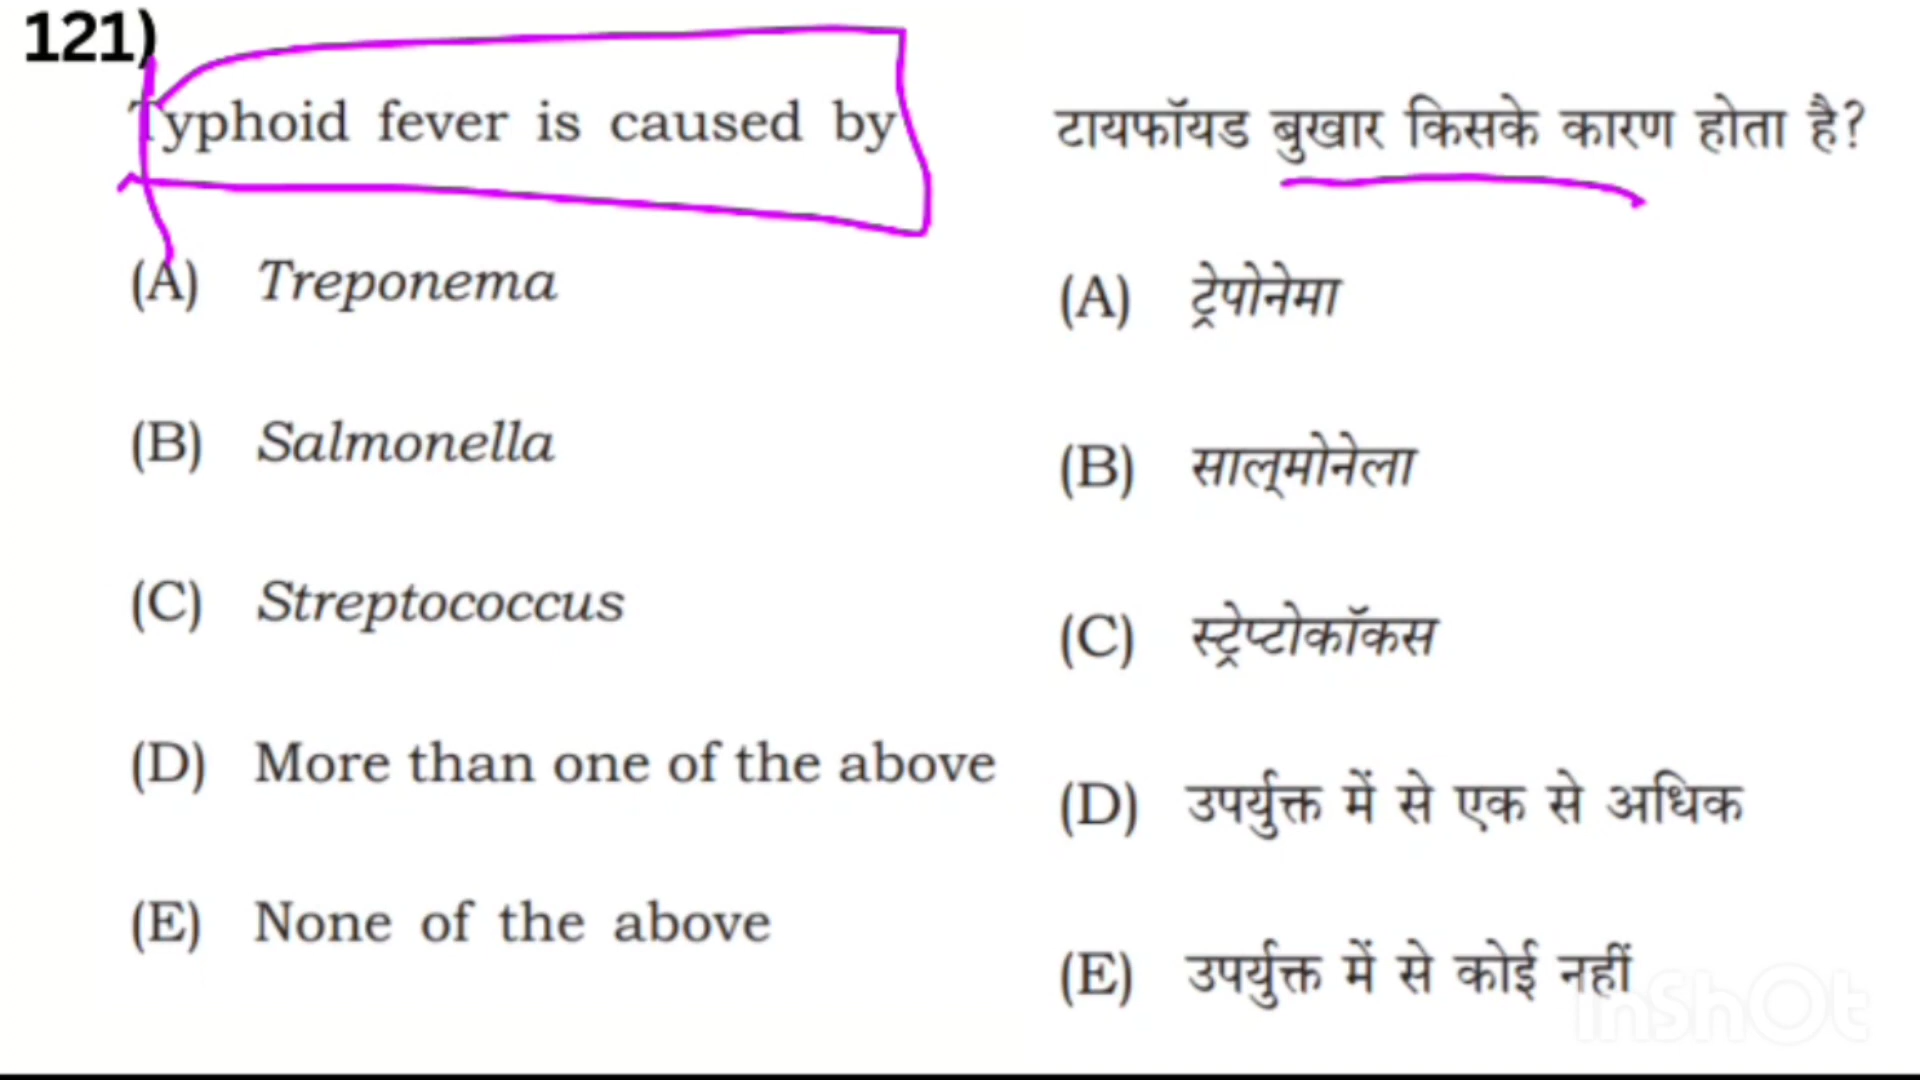 121)
Typhoid fever is caused by
(A) Treponema
(B) Salmonella
(C) Streptococcus
(D) More than one of the above
(E) None of the above
टायफॉयड बुखार किसके कारण होता है?
(A) ट्रेपोनेमा
(B) साल्‌मोनेला
(C) स्ट्रेप्टोकॉकस
(D) उपर्युक्त में से एक से अधिक
(E) उपर्युक्त में से कोई नहीं
InShOt